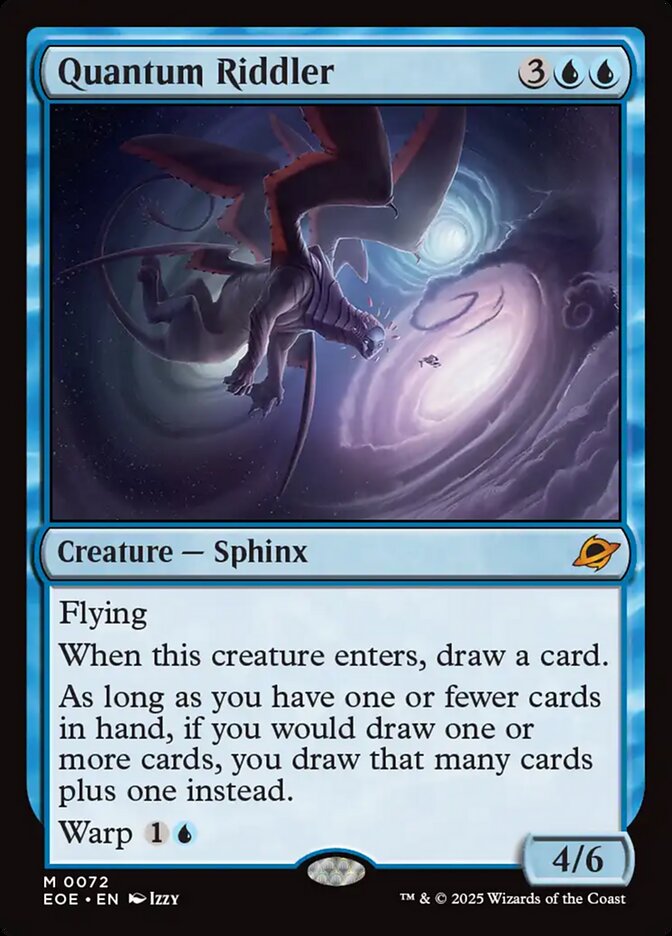 Quantum Riddler 3
Creature — Sphinx
Flying
When this creature enters, draw a card.
As long as you have one or fewer cards
in hand, if you would draw one or
more cards, you draw that many cards
plus one instead.
Warp 1
4/6
M 0072
EOE • EN Izzy
™ & © 2025 Wizards of the Coast